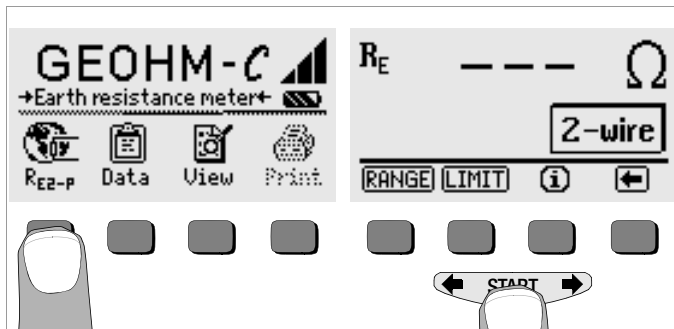 GEOHM-C
→Earth resistance meter←
RE2-P Data View Print
RE --- Ω
2-wire
RANGE LIMIT i ←
START